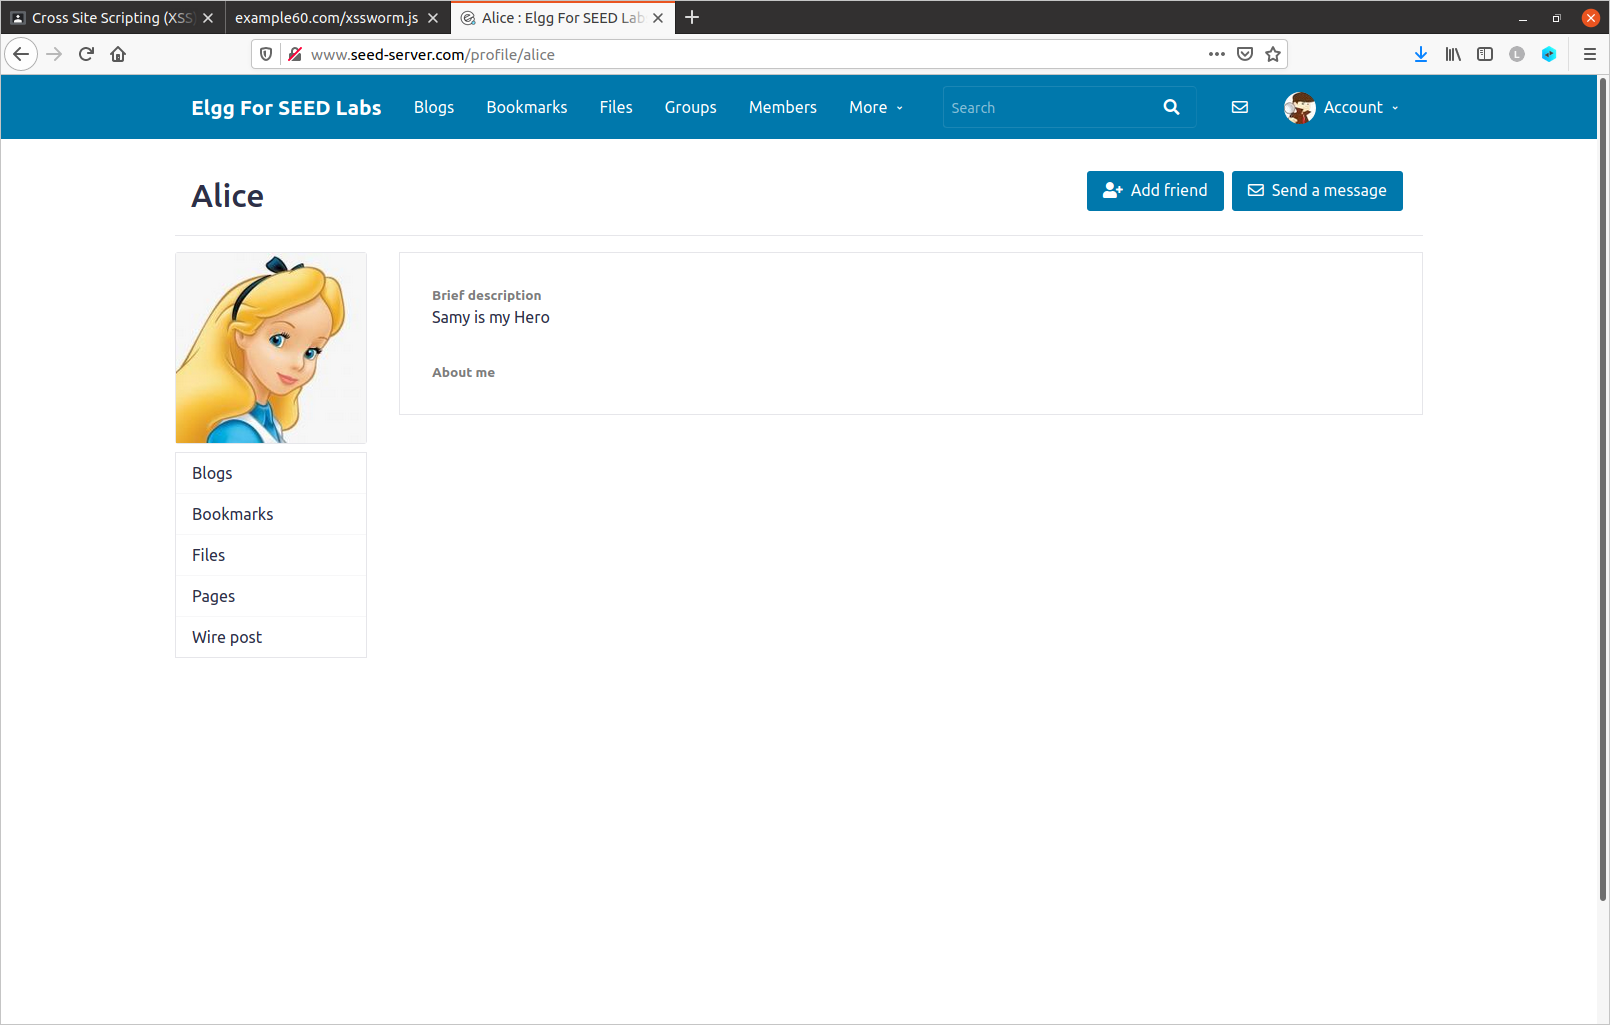 Cross Site Scripting (XSS)
example60.com/xssworm.js
Alice : Elgg For SEED Lab
www.seed-server.com/profile/alice
L
Elgg For SEED Labs
Blogs
Bookmarks
Files
Groups
Members
More
Search
Account
Alice
Add friend
Send a message
Brief description
Samy is my Hero
About me
Blogs
Bookmarks
Files
Pages
Wire post